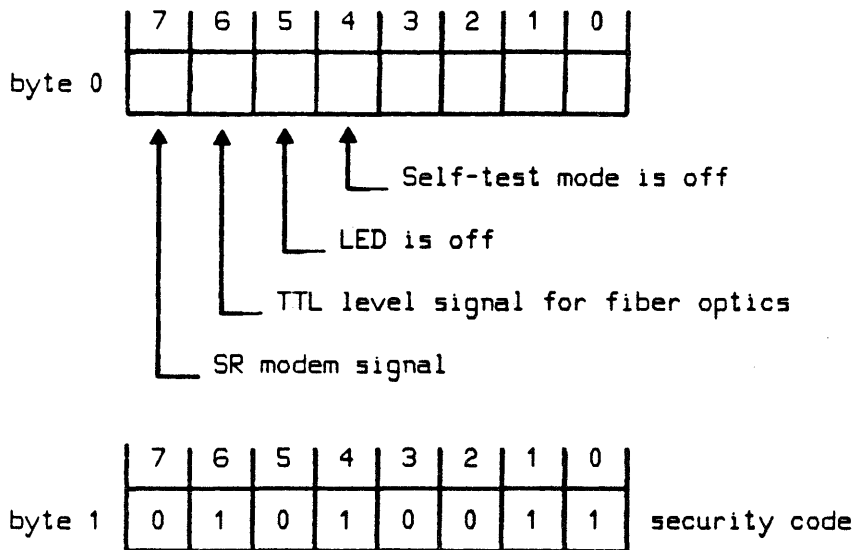 7 6 5 4 3 2 1 0
byte 0
Self-test mode is off
LED is off
TTL level signal for fiber optics
SR modem signal
7 6 5 4 3 2 1 0
byte 1 0 1 0 1 0 0 1 1 security code